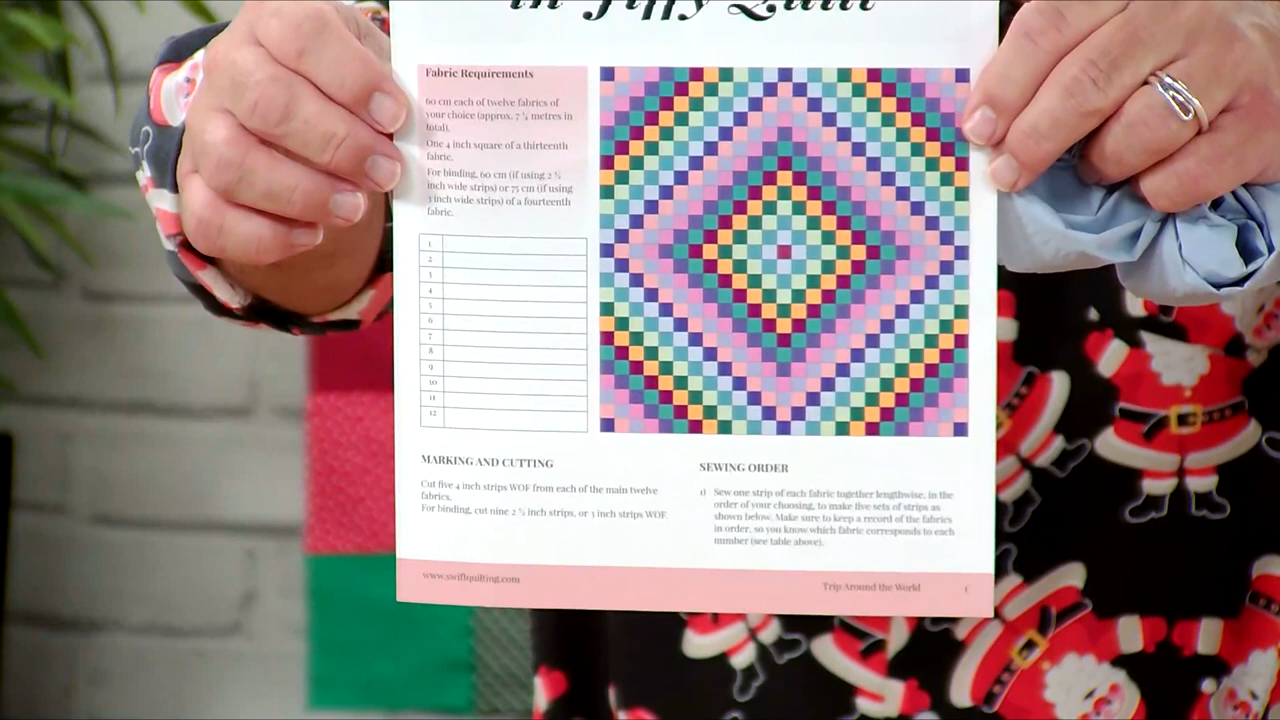 in Jiffy Quilt
Fabric Requirements
60 cm each of twelve fabrics of
your choice (approx. 7 ¼ metres in
total).
One 4 inch square of a thirteenth
fabric.
For binding, 60 cm (if using 2 ½
inch wide strips) or 75 cm (if using
3 inch wide strips) of a fourteenth
fabric.
1
2
3
4
5
6
7
8
9
10
11
12
MARKING AND CUTTING
Cut five 4 inch strips WOF from each of the main twelve
fabrics.
For binding, cut nine 2 ½ inch strips, or 3 inch strips WOF.
SEWING ORDER
1) Sew one strip of each fabric together lengthwise, in the
order of your choosing, to make five sets of strips as
shown below. Make sure to keep a record of the fabrics
in order, so you know which fabric corresponds to each
number (see table above).
www.swiftquilting.com
Trip Around the World 1